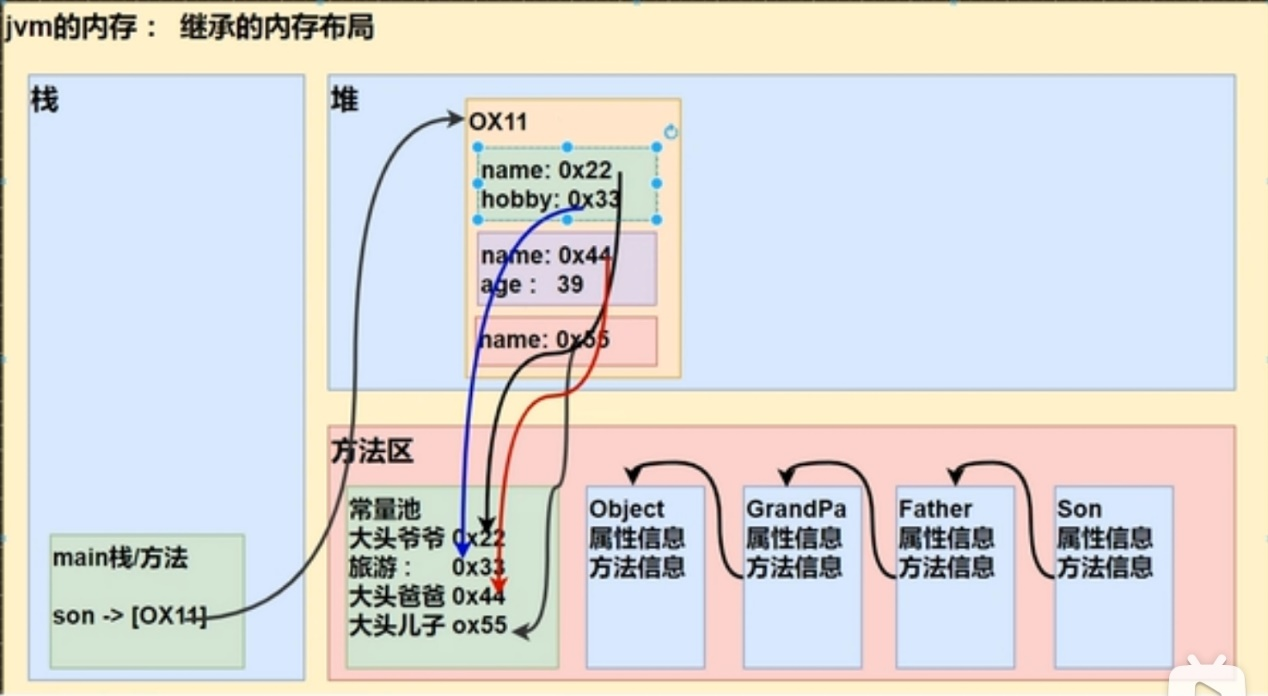 jvm的内存： 继承的内存布局
栈
main栈/方法
son -> [OX11]
堆
OX11
name: 0x22
hobby: 0x33
name: 0x44
age： 39
name: 0x55
方法区
常量池
大头爷爷 0x22
旅游： 0x33
大头爸爸 0x44
大头儿子 ox55
Object
属性信息
方法信息
GrandPa
属性信息
方法信息
Father
属性信息
方法信息
Son
属性信息
方法信息